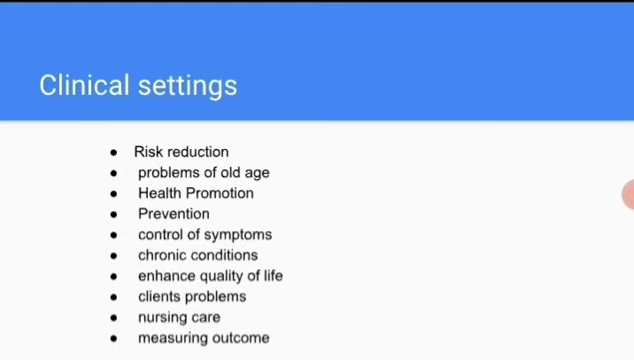 Clinical settings
• Risk reduction
• problems of old age
• Health Promotion
• Prevention
• control of symptoms
• chronic conditions
• enhance quality of life
• clients problems
• nursing care
• measuring outcome